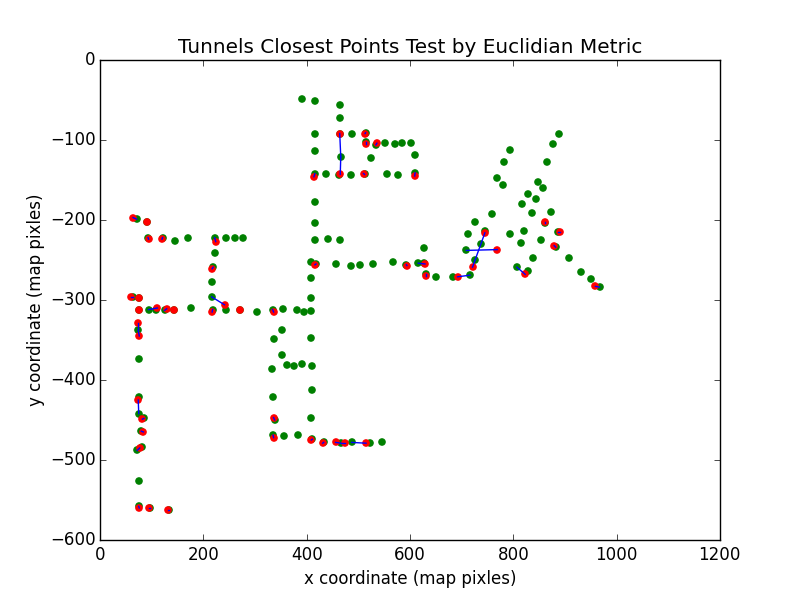 Tunnels Closest Points Test by Euclidian Metric
0
−100
−200
−300
−400
−500
−600
y coordinate (map pixles)
0 200 400 600 800 1000 1200
x coordinate (map pixles)